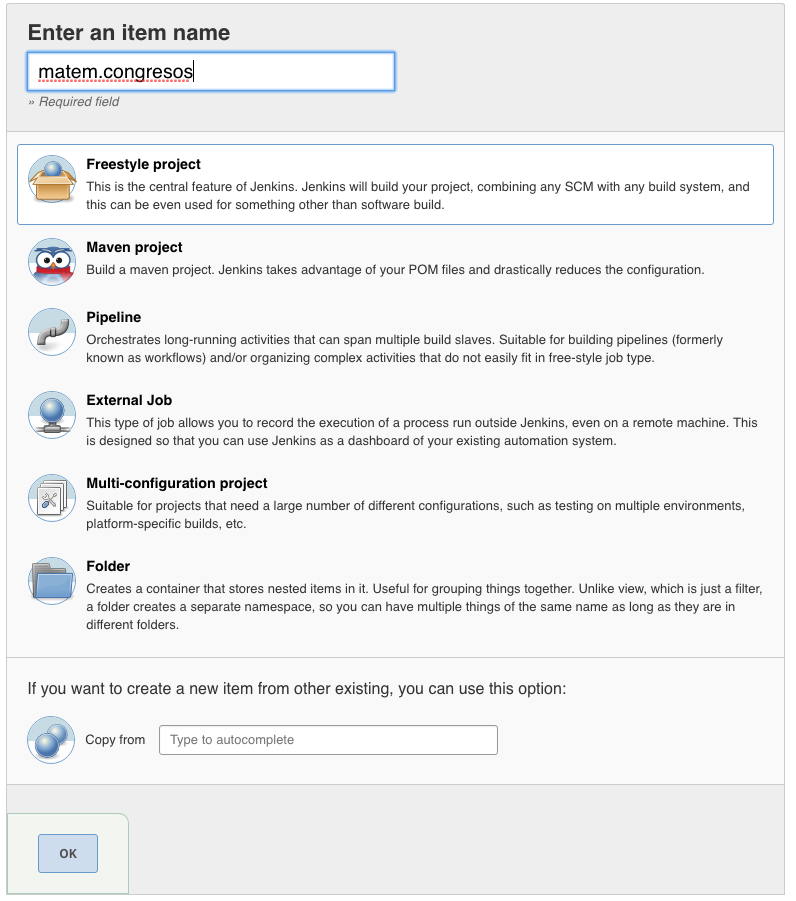 Enter an item name
matem.congresos
» Required field
Freestyle project
This is the central feature of Jenkins. Jenkins will build your project, combining any SCM with any build system, and
this can be even used for something other than software build.
Maven project
Build a maven project. Jenkins takes advantage of your POM files and drastically reduces the configuration.
Pipeline
Orchestrates long-running activities that can span multiple build slaves. Suitable for building pipelines (formerly
known as workflows) and/or organizing complex activities that do not easily fit in free-style job type.
External Job
This type of job allows you to record the execution of a process run outside Jenkins, even on a remote machine. This
is designed so that you can use Jenkins as a dashboard of your existing automation system.
Multi-configuration project
Suitable for projects that need a large number of different configurations, such as testing on multiple environments,
platform-specific builds, etc.
Folder
Creates a container that stores nested items in it. Useful for grouping things together. Unlike view, which is just a filter,
a folder creates a separate namespace, so you can have multiple things of the same name as long as they are in
different folders.
If you want to create a new item from other existing, you can use this option:
Copy from
Type to autocomplete
OK